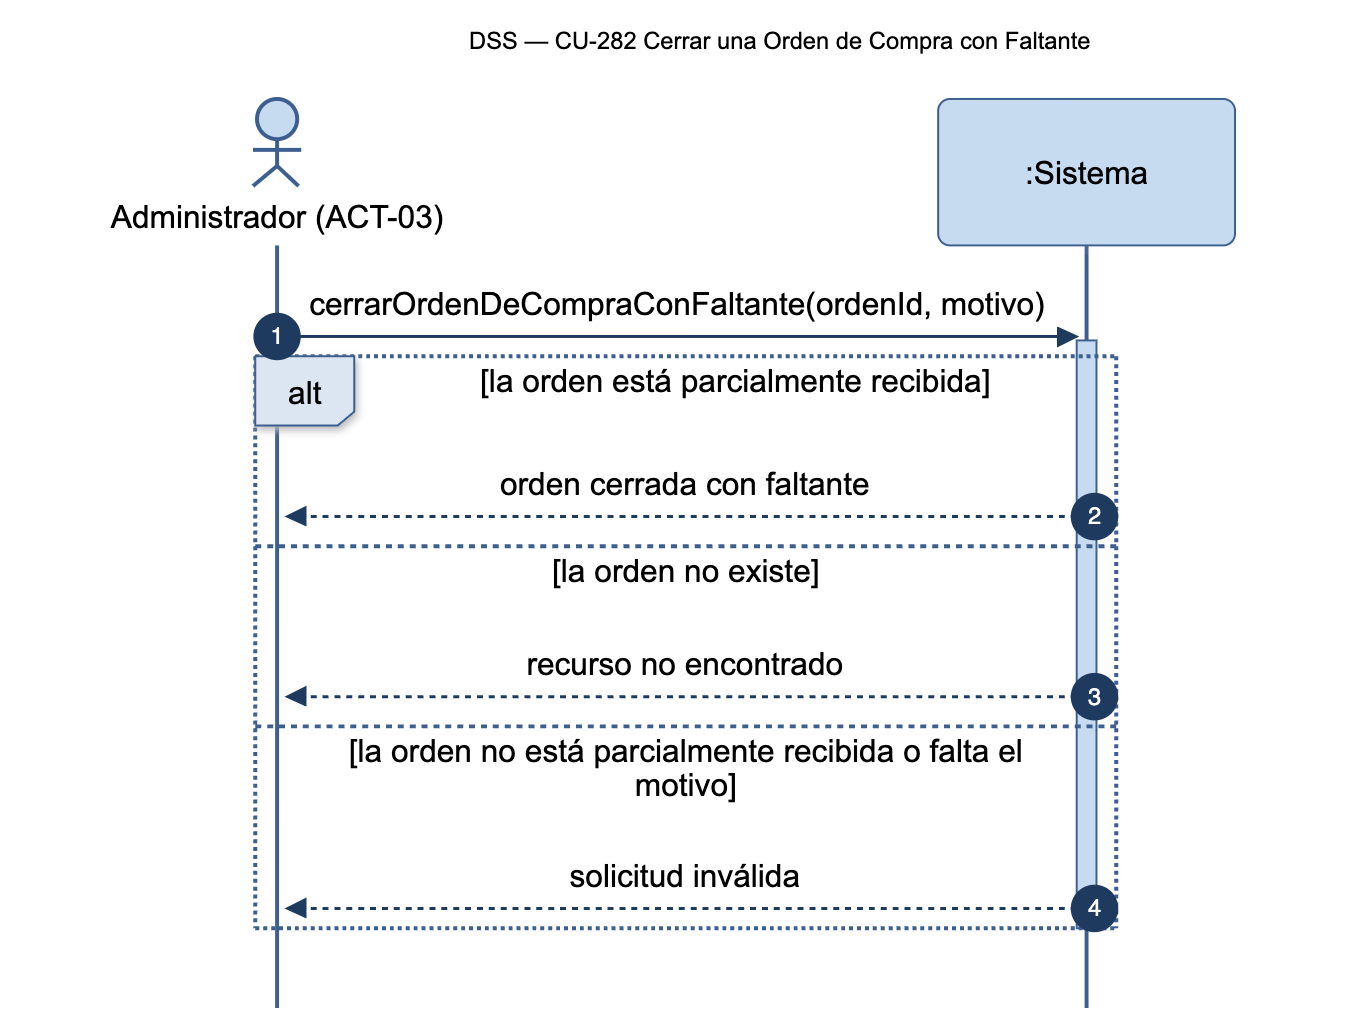 DSS — CU-282 Cerrar una Orden de Compra con Faltante
Administrador (ACT-03)
:Sistema
cerrarOrdenDeCompraConFaltante(ordenId, motivo)
1
alt
[la orden está parcialmente recibida]
orden cerrada con faltante
2
[la orden no existe]
recurso no encontrado
3
[la orden no está parcialmente recibida o falta el
motivo]
solicitud inválida
4